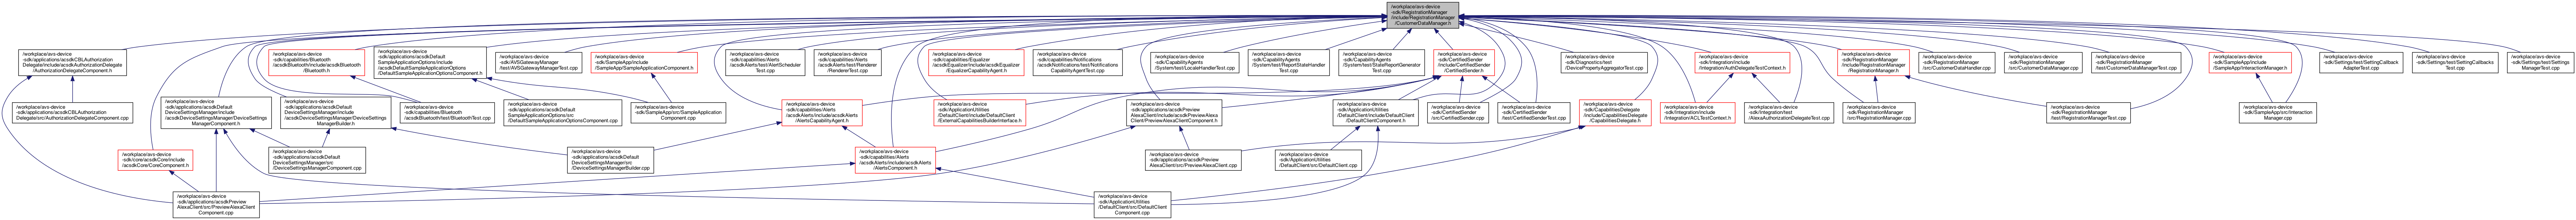 /workplace/avs-device
-sdk/RegistrationManager
/include/RegistrationManager
/CustomerDataManager.h
/workplace/avs-device
-sdk/applications/acsdkCBLAuthorization
Delegate/include/acsdkAuthorizationDelegate
/AuthorizationDelegateComponent.h
/workplace/avs-device
-sdk/capabilities/Bluetooth
/acsdkBluetooth/include/acsdkBluetooth
/Bluetooth.h
/workplace/avs-device
-sdk/applications/acsdkDefault
SampleApplicationOptions/include
/acsdkDefaultSampleApplicationOptions
/DefaultSampleApplicationOptionsComponent.h
/workplace/avs-device
-sdk/AVSGatewayManager
/test/AVSGatewayManagerTest.cpp
/workplace/avs-device
-sdk/SampleApp/include
/SampleApp/SampleApplicationComponent.h
/workplace/avs-device
-sdk/capabilities/Alerts
/acsdkAlerts/test/AlertScheduler
Test.cpp
/workplace/avs-device
-sdk/capabilities/Alerts
/acsdkAlerts/test/Renderer
/RendererTest.cpp
/workplace/avs-device
-sdk/capabilities/Equalizer
/acsdkEqualizer/include/acsdkEqualizer
/EqualizerCapabilityAgent.h
/workplace/avs-device
-sdk/capabilities/Notifications
/acsdkNotifications/test/Notifications
CapabilityAgentTest.cpp
/workplace/avs-device
-sdk/CapabilityAgents
/System/test/LocaleHandlerTest.cpp
/workplace/avs-device
-sdk/CapabilityAgents
/System/test/ReportStateHandler
Test.cpp
/workplace/avs-device
-sdk/CapabilityAgents
/System/test/StateReportGenerator
Test.cpp
/workplace/avs-device
-sdk/CertifiedSender
/include/CertifiedSender
/CertifiedSender.h
/workplace/avs-device
-sdk/Diagnostics/test
/DevicePropertyAggregatorTest.cpp
/workplace/avs-device
-sdk/Integration/include
/Integration/AuthDelegateTestContext.h
/workplace/avs-device
-sdk/RegistrationManager
/include/RegistrationManager
/RegistrationManager.h
/workplace/avs-device
-sdk/RegistrationManager
/src/CustomerDataHandler.cpp
/workplace/avs-device
-sdk/RegistrationManager
/src/CustomerDataManager.cpp
/workplace/avs-device
-sdk/RegistrationManager
/test/CustomerDataManagerTest.cpp
/workplace/avs-device
-sdk/SampleApp/include
/SampleApp/InteractionManager.h
/workplace/avs-device
-sdk/Settings/test/SettingCallback
AdapterTest.cpp
/workplace/avs-device
-sdk/Settings/test/SettingCallbacks
Test.cpp
/workplace/avs-device
-sdk/Settings/test/Settings
ManagerTest.cpp
/workplace/avs-device
-sdk/applications/acsdkCBLAuthorization
Delegate/src/AuthorizationDelegateComponent.cpp
/workplace/avs-device
-sdk/applications/acsdkDefault
DeviceSettingsManager/include
/acsdkDeviceSettingsManager/DeviceSettings
ManagerComponent.h
/workplace/avs-device
-sdk/applications/acsdkDefault
DeviceSettingsManager/include
/acsdkDeviceSettingsManager/DeviceSettings
ManagerBuilder.h
/workplace/avs-device
-sdk/capabilities/Bluetooth
/acsdkBluetooth/test/BluetoothTest.cpp
/workplace/avs-device
-sdk/applications/acsdkDefault
SampleApplicationOptions/src
/DefaultSampleApplicationOptionsComponent.cpp
/workplace/avs-device
-sdk/SampleApp/src/SampleApplication
Component.cpp
/workplace/avs-device
-sdk/capabilities/Alerts
/acsdkAlerts/include/acsdkAlerts
/AlertsCapabilityAgent.h
/workplace/avs-device
-sdk/ApplicationUtilities
/DefaultClient/include/DefaultClient
/ExternalCapabilitiesBuilderInterface.h
/workplace/avs-device
-sdk/applications/acsdkPreview
AlexaClient/include/acsdkPreviewAlexa
Client/PreviewAlexaClientComponent.h
/workplace/avs-device
-sdk/ApplicationUtilities
/DefaultClient/include/DefaultClient
/DefaultClientComponent.h
/workplace/avs-device
-sdk/CertifiedSender
/src/CertifiedSender.cpp
/workplace/avs-device
-sdk/CertifiedSender
/test/CertifiedSenderTest.cpp
/workplace/avs-device
-sdk/CapabilitiesDelegate
/include/CapabilitiesDelegate
/CapabilitiesDelegate.h
/workplace/avs-device
-sdk/Integration/include
/Integration/ACLTestContext.h
/workplace/avs-device
-sdk/Integration/test
/AlexaAuthorizationDelegateTest.cpp
/workplace/avs-device
-sdk/RegistrationManager
/src/RegistrationManager.cpp
/workplace/avs-device
-sdk/RegistrationManager
/test/RegistrationManagerTest.cpp
/workplace/avs-device
-sdk/SampleApp/src/Interaction
Manager.cpp
/workplace/avs-device
-sdk/core/acsdkCore/include
/acsdkCore/CoreComponent.h
/workplace/avs-device
-sdk/applications/acsdkDefault
DeviceSettingsManager/src
/DeviceSettingsManagerComponent.cpp
/workplace/avs-device
-sdk/applications/acsdkDefault
DeviceSettingsManager/src
/DeviceSettingsManagerBuilder.cpp
/workplace/avs-device
-sdk/capabilities/Alerts
/acsdkAlerts/include/acsdkAlerts
/AlertsComponent.h
/workplace/avs-device
-sdk/applications/acsdkPreview
AlexaClient/src/PreviewAlexaClient.cpp
/workplace/avs-device
-sdk/ApplicationUtilities
/DefaultClient/src/DefaultClient.cpp
/workplace/avs-device
-sdk/applications/acsdkPreview
AlexaClient/src/PreviewAlexaClient
Component.cpp
/workplace/avs-device
-sdk/ApplicationUtilities
/DefaultClient/src/DefaultClient
Component.cpp